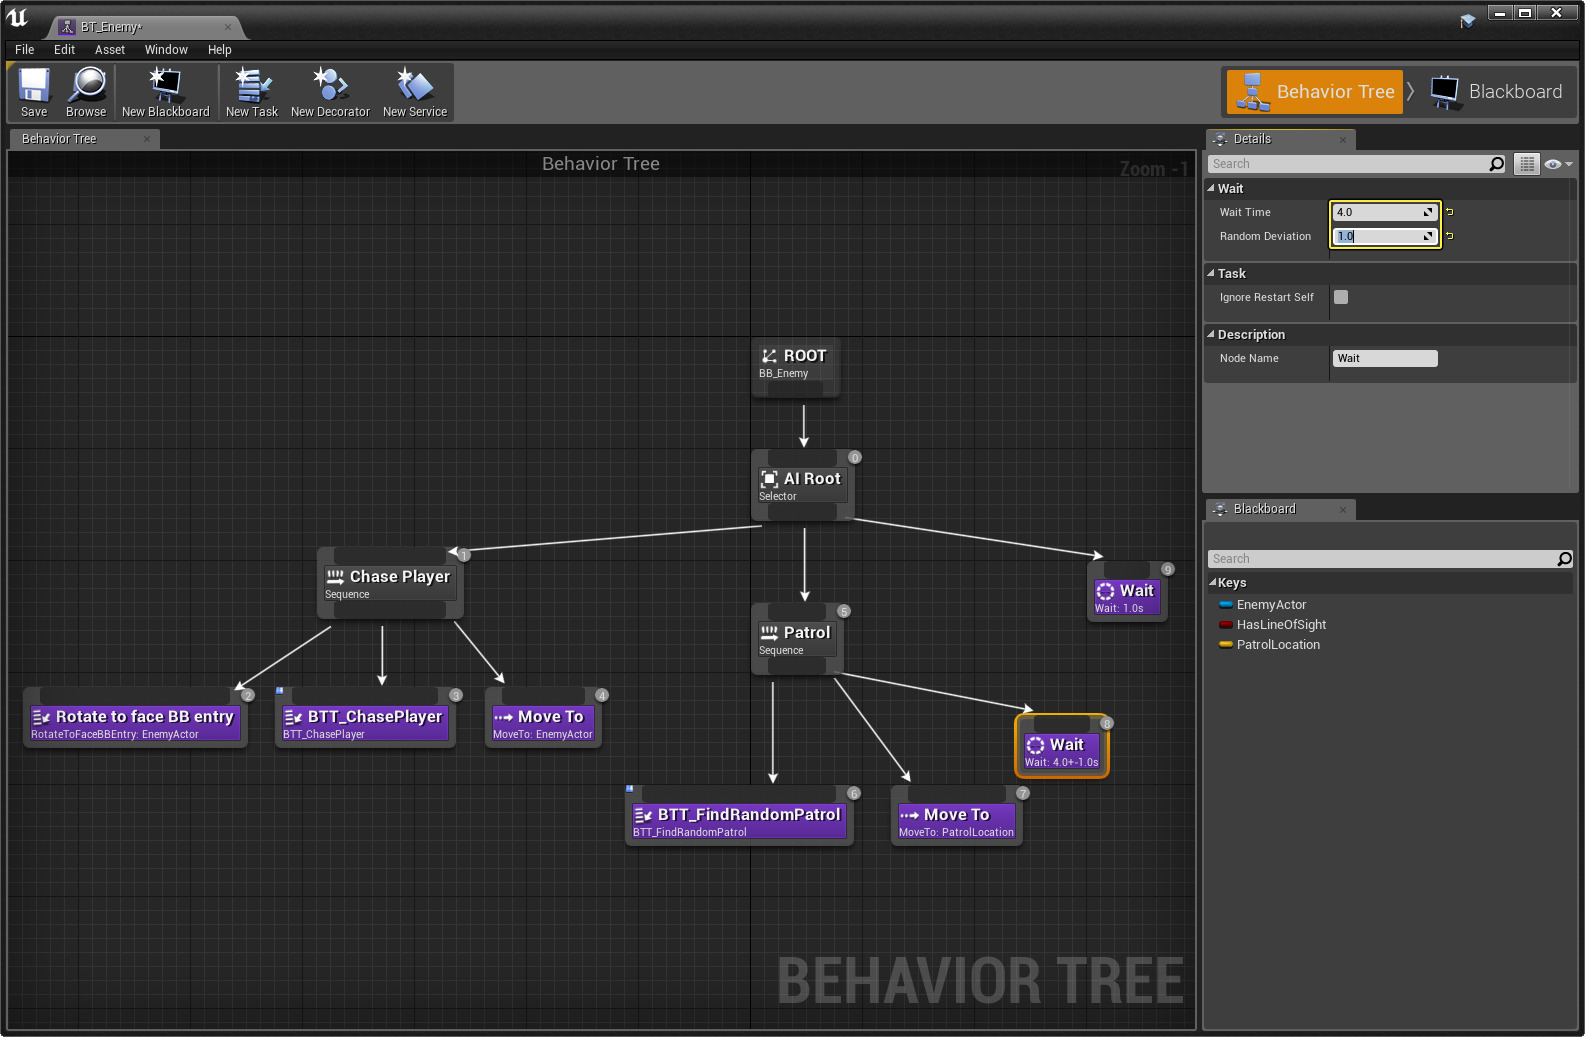 BT_Enemy*
File Edit Asset Window Help
Save Browse New Blackboard New Task New Decorator New Service
Behavior Tree Blackboard
Behavior Tree
Behavior Tree
Zoom -1
ROOT
BB_Enemy
0
AI Root
Selector
1
Chase Player
Sequence
9
Wait
Wait: 1.0s
5
Patrol
Sequence
2
Rotate to face BB entry
RotateToFaceBBEntry: EnemyActor
3
BTT_ChasePlayer
BTT_ChasePlayer
4
Move To
MoveTo: EnemyActor
8
Wait
Wait: 4.0+-1.0s
6
BTT_FindRandomPatrol
BTT_FindRandomPatrol
7
Move To
MoveTo: PatrolLocation
BEHAVIOR TREE
Details
Search
Wait
Wait Time 4.0
Random Deviation 1.0
Task
Ignore Restart Self
Description
Node Name Wait
Blackboard
Search
Keys
EnemyActor
HasLineOfSight
PatrolLocation